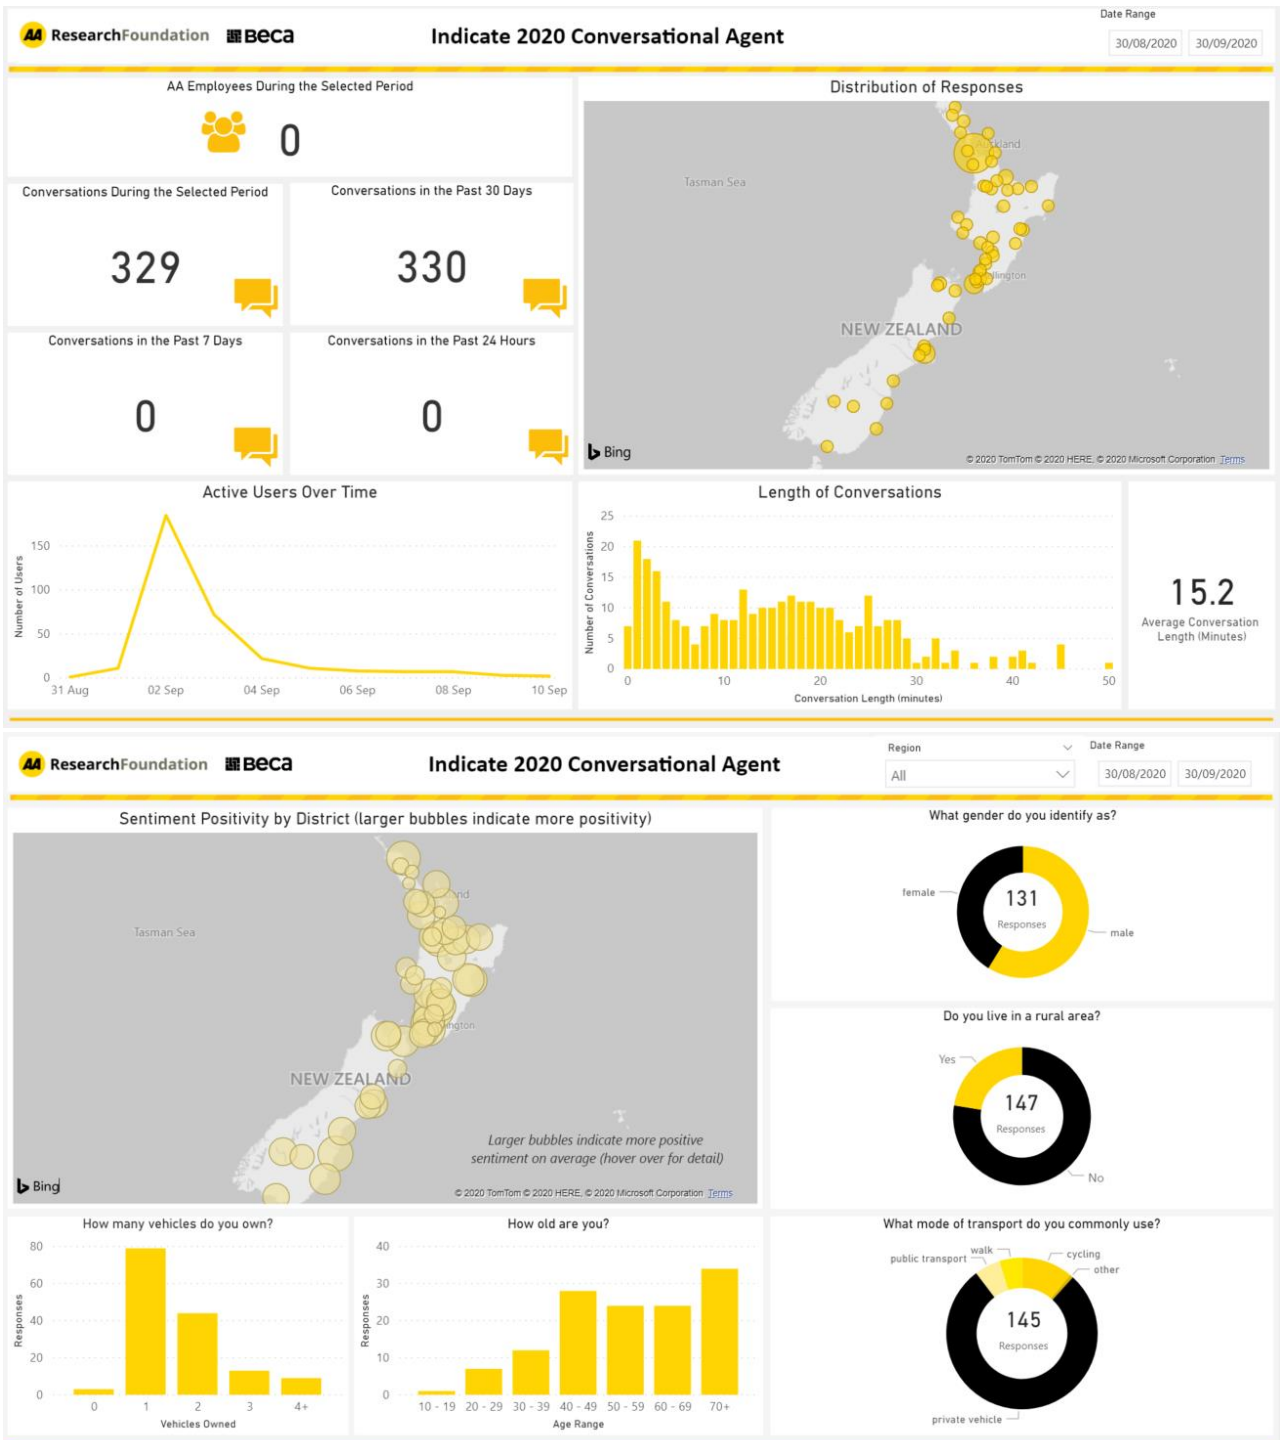 AA ResearchFoundation Beca
Indicate 2020 Conversational Agent
Date Range
30/08/2020 30/09/2020
AA Employees During the Selected Period
0
Conversations During the Selected Period
329
Conversations in the Past 30 Days
330
Conversations in the Past 7 Days
0
Conversations in the Past 24 Hours
0
Distribution of Responses
Tasman Sea
NEW ZEALAND
Bing
© 2020 TomTom © 2020 HERE, © 2020 Microsoft Corporation Terms
Active Users Over Time
Number of Users
150
100
50
0
31 Aug 02 Sep 04 Sep 06 Sep 08 Sep 10 Sep
Length of Conversations
Number of Conversations
25
20
15
10
5
0
0 10 20 30 40 50
Conversation Length (minutes)
15.2
Average Conversation
Length (Minutes)
AA ResearchFoundation Beca
Indicate 2020 Conversational Agent
Region
All
Date Range
30/08/2020 30/09/2020
Sentiment Positivity by District (larger bubbles indicate more positivity)
Tasman Sea
NEW ZEALAND
Larger bubbles indicate more positive
sentiment on average (hover over for detail)
Bing
© 2020 TomTom © 2020 HERE, © 2020 Microsoft Corporation Terms
What gender do you identify as?
female
131
Responses
male
Do you live in a rural area?
Yes
147
Responses
No
How many vehicles do you own?
Responses
80
60
40
20
0
0 1 2 3 4+
Vehicles Owned
How old are you?
Responses
40
30
20
10
0
10 - 19 20 - 29 30 - 39 40 - 49 50 - 59 60 - 69 70+
Age Range
What mode of transport do you commonly use?
walk
public transport
cycling
other
145
Responses
private vehicle